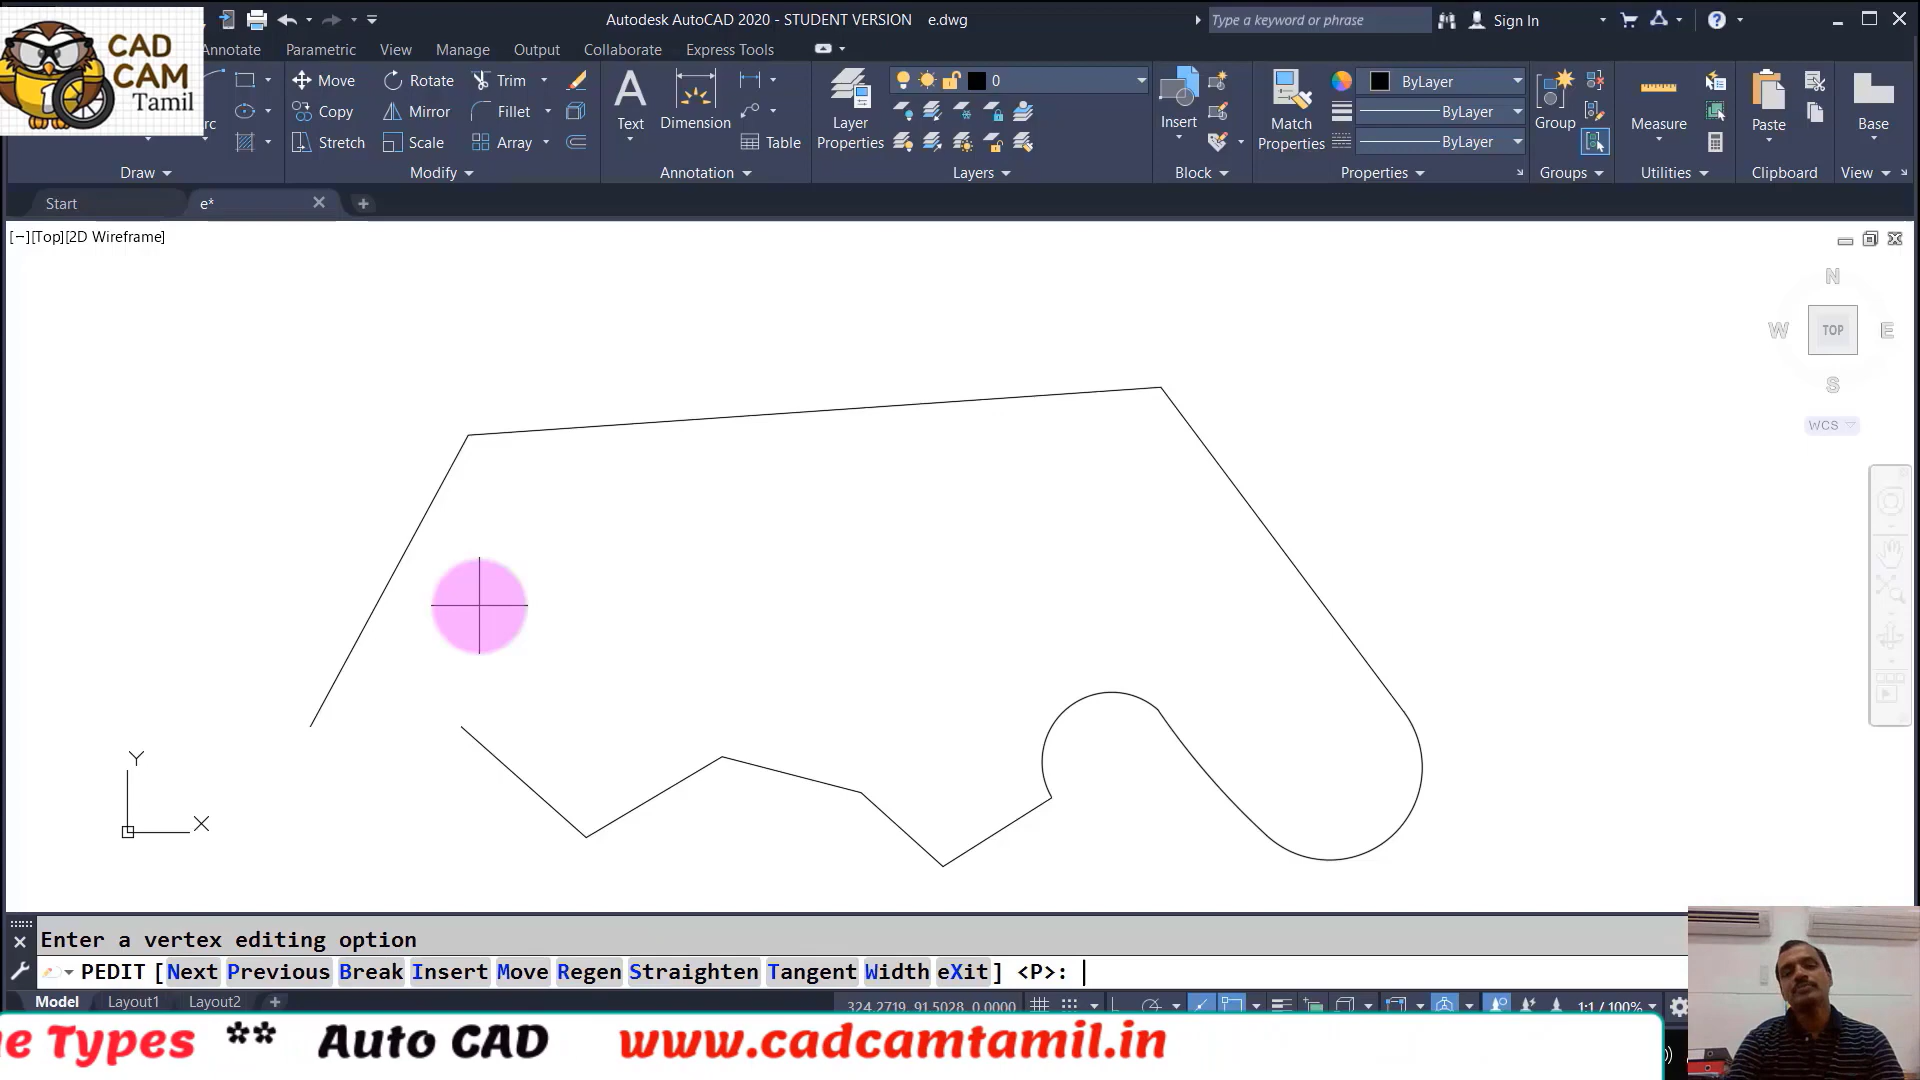 CAD
CAM
Tamil
Autodesk AutoCAD 2020 - STUDENT VERSION e.dwg
Type a keyword or phrase
Sign In
Annotate Parametric View Manage Output Collaborate Express Tools
Move Rotate Trim
Copy Mirror Fillet
Stretch Scale Array
Text Dimension Table
Layer Properties
0
Insert
Match Properties
ByLayer
ByLayer
ByLayer
Group
Measure
Paste
Base
Draw Modify Annotation Layers Block Properties Groups Utilities Clipboard View
Start e*
[−][Top][2D Wireframe]
N
W TOP E
S
WCS
Y
X
Enter a vertex editing option
PEDIT [Next Previous Break Insert Move Regen Straighten Tangent Width eXit] <P>:
Model Layout1 Layout2 +
324.2719, 91.5028, 0.0000
1:1 / 100%
e Types ** Auto CAD www.cadcamtamil.in